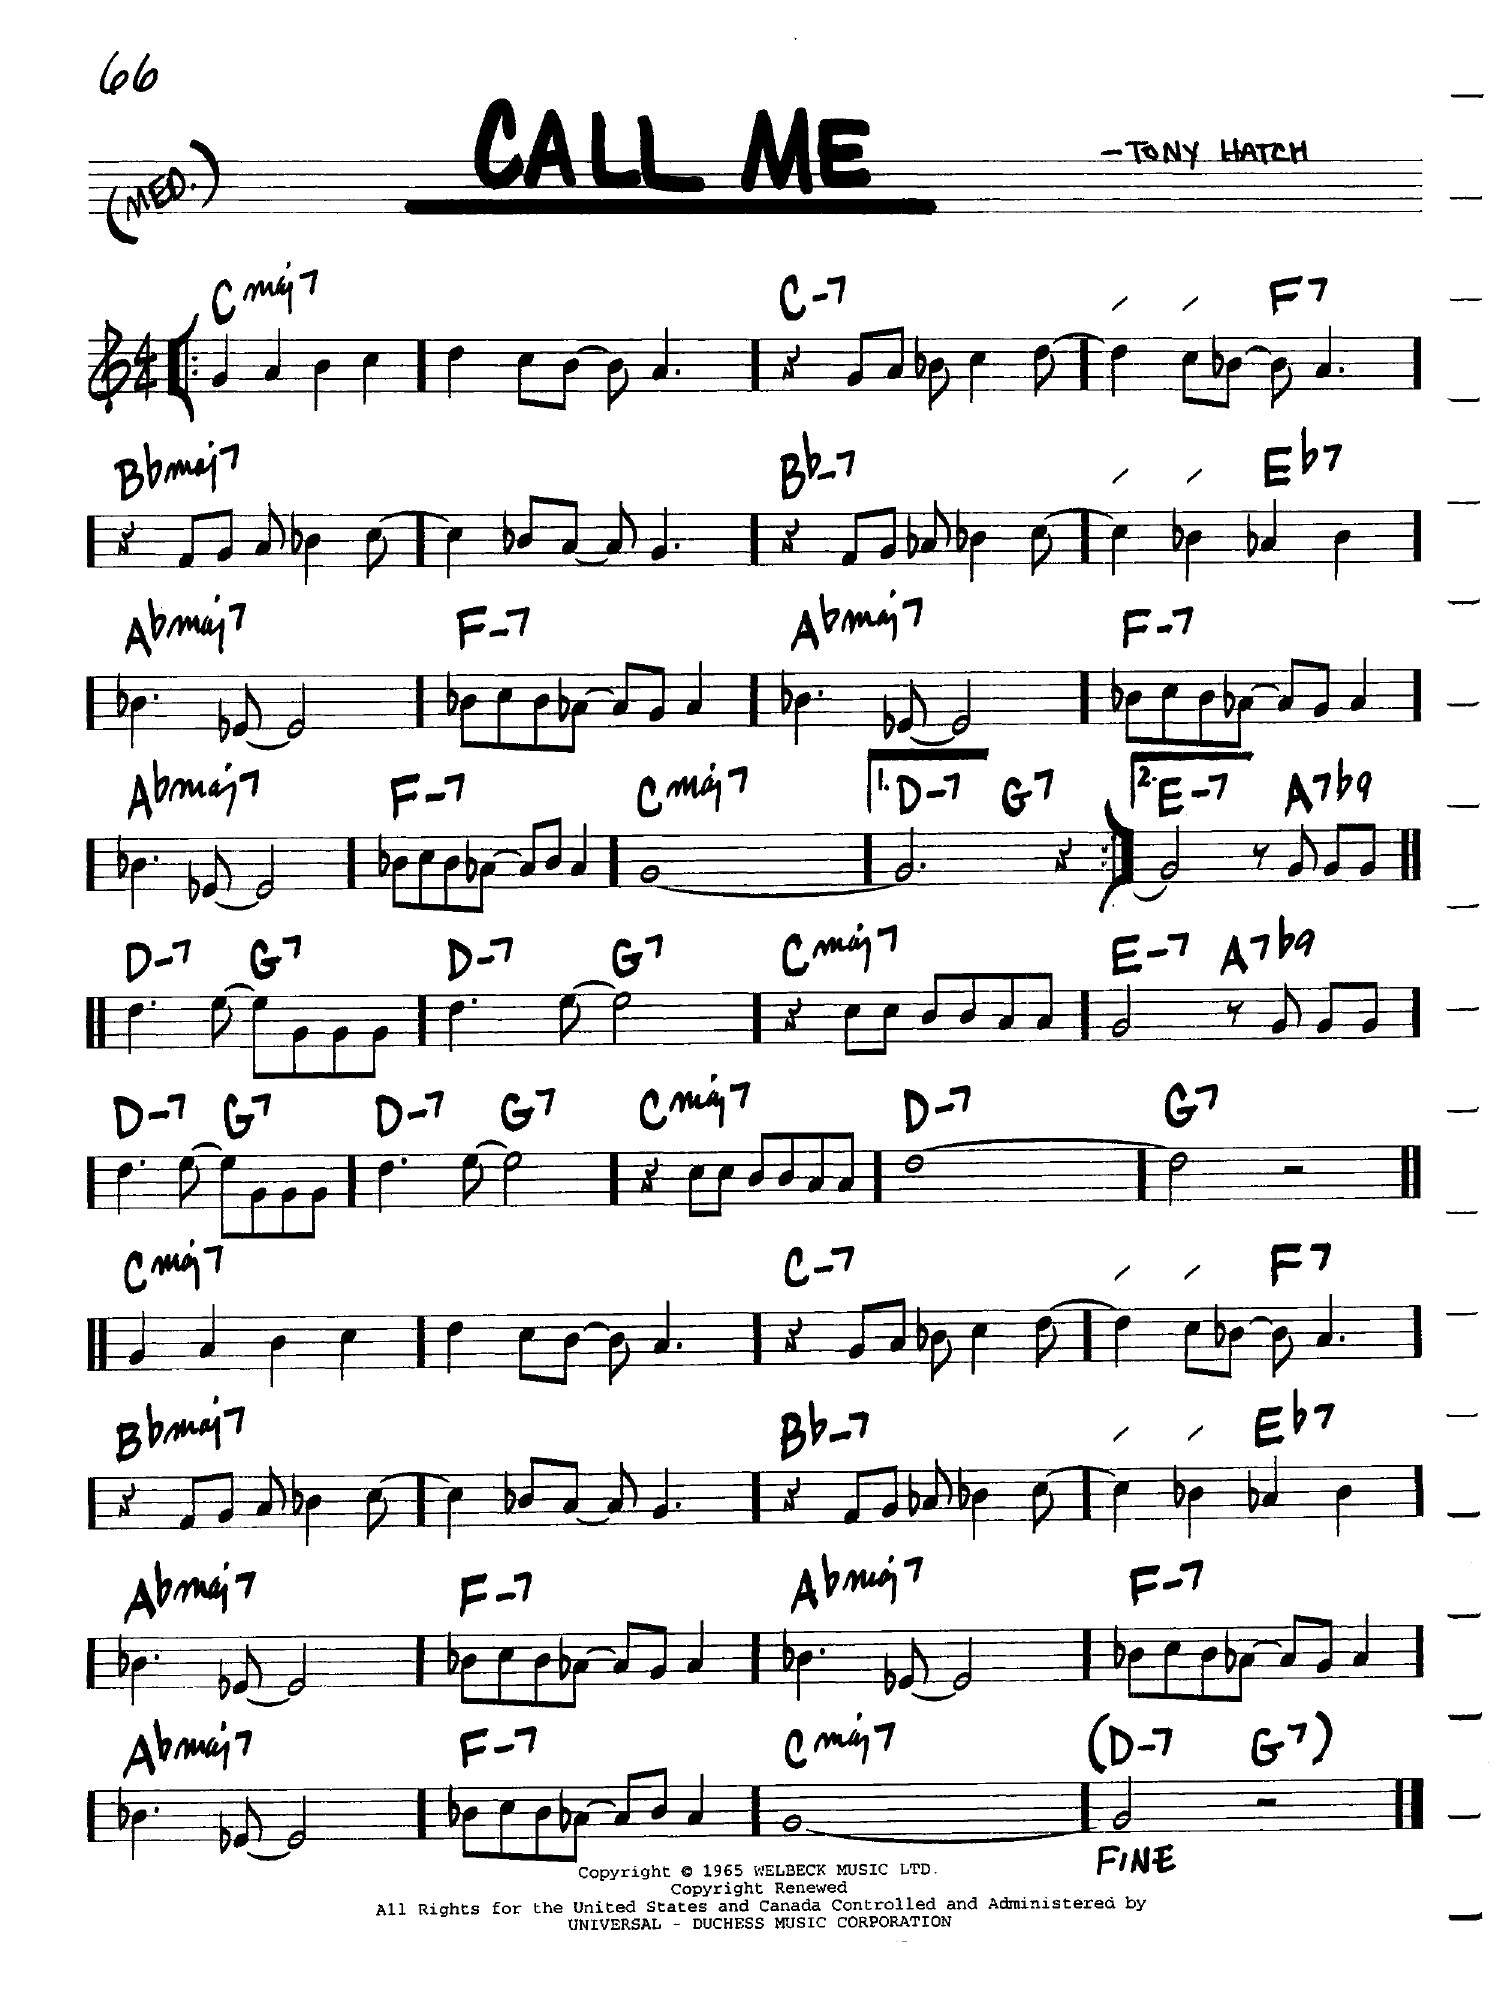 66
CALL ME
-TONY HATCH
(MED.)
Cmaj7 C-7 F7
4
4
Bbmaj7 Bb-7 Eb7
Abmaj7 F-7 Abmaj7 F-7
Abmaj7 F-7 Cmaj7 1. D-7 G7 2. E-7 A7b9
D-7 G7 D-7 G7 Cmaj7 E-7 A7b9
D-7 G7 D-7 G7 Cmaj7 D-7 G7
Cmaj7 C-7 F7
Bbmaj7 Bb-7 Eb7
Abmaj7 F-7 Abmaj7 F-7
Abmaj7 F-7 Cmaj7 (D-7 G7)
FINE
Copyright © 1965 WELBECK MUSIC LTD.
Copyright Renewed
All Rights for the United States and Canada Controlled and Administered by
UNIVERSAL - DUCHESS MUSIC CORPORATION